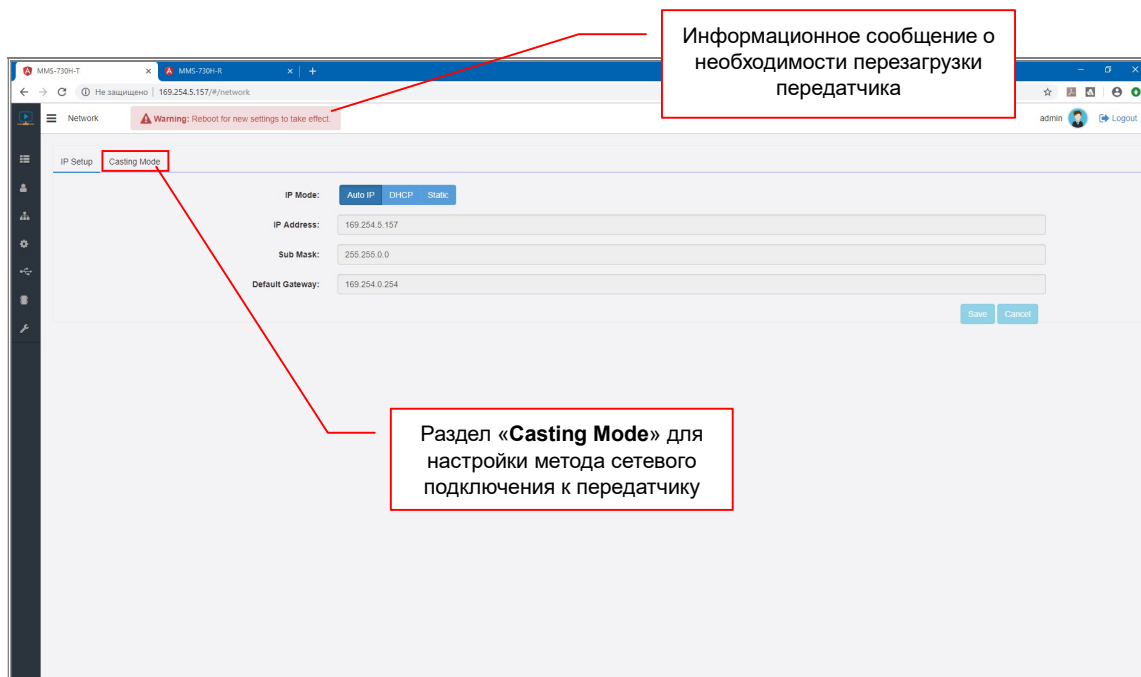 Информационное сообщение о
необходимости перезагрузки
передатчика
MMS-730H-T
MMS-730H-R
Не защищено | 169.254.5.157/#/network
Network
Warning: Reboot for new settings to take effect.
admin
Logout
IP Setup
Casting Mode
IP Mode:
Auto IP
DHCP
Static
IP Address:
169.254.5.157
Sub Mask:
255.255.0.0
Default Gateway:
169.254.0.254
Save
Cancel
Раздел «Casting Mode» для
настройки метода сетевого
подключения к передатчику